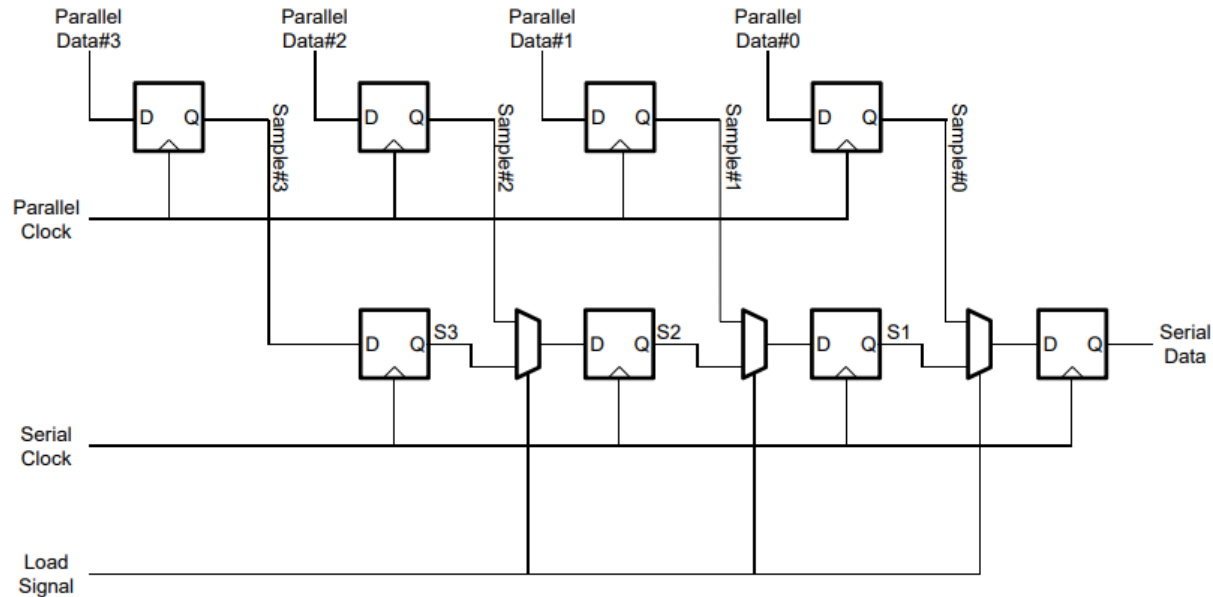 Parallel
Data#3
Parallel
Data#2
Parallel
Data#1
Parallel
Data#0
D Q
Sample#3
D Q
Sample#2
D Q
Sample#1
D Q
Sample#0
Parallel
Clock
D Q
S3
D Q
S2
D Q
S1
D Q
Serial
Data
Serial
Clock
Load
Signal